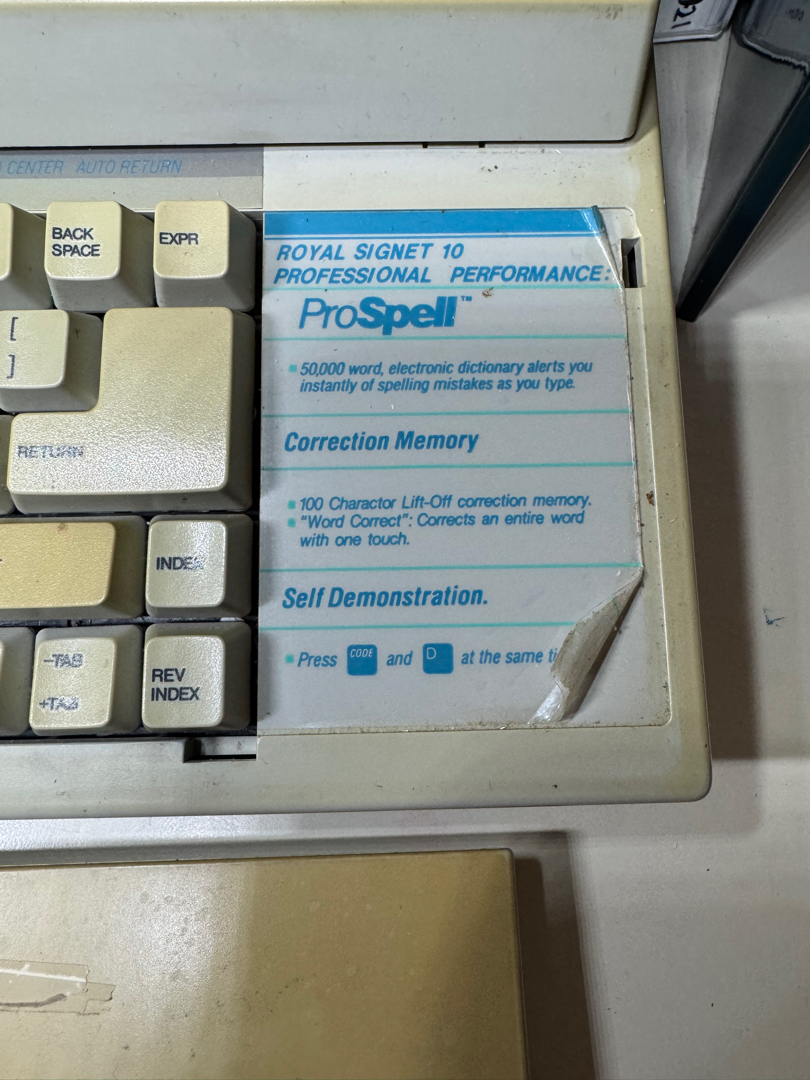 CENTER AUTO RETURN
BACK
SPACE
EXPR
[
]
RETURN
INDEX
-TAB
+TAB
REV
INDEX
ROYAL SIGNET 10
PROFESSIONAL PERFORMANCE:
ProSpell™
50,000 word, electronic dictionary alerts you
instantly of spelling mistakes as you type.
Correction Memory
100 Charactor Lift-Off correction memory.
"Word Correct": Corrects an entire word
with one touch.
Self Demonstration.
Press CODE and D at the same